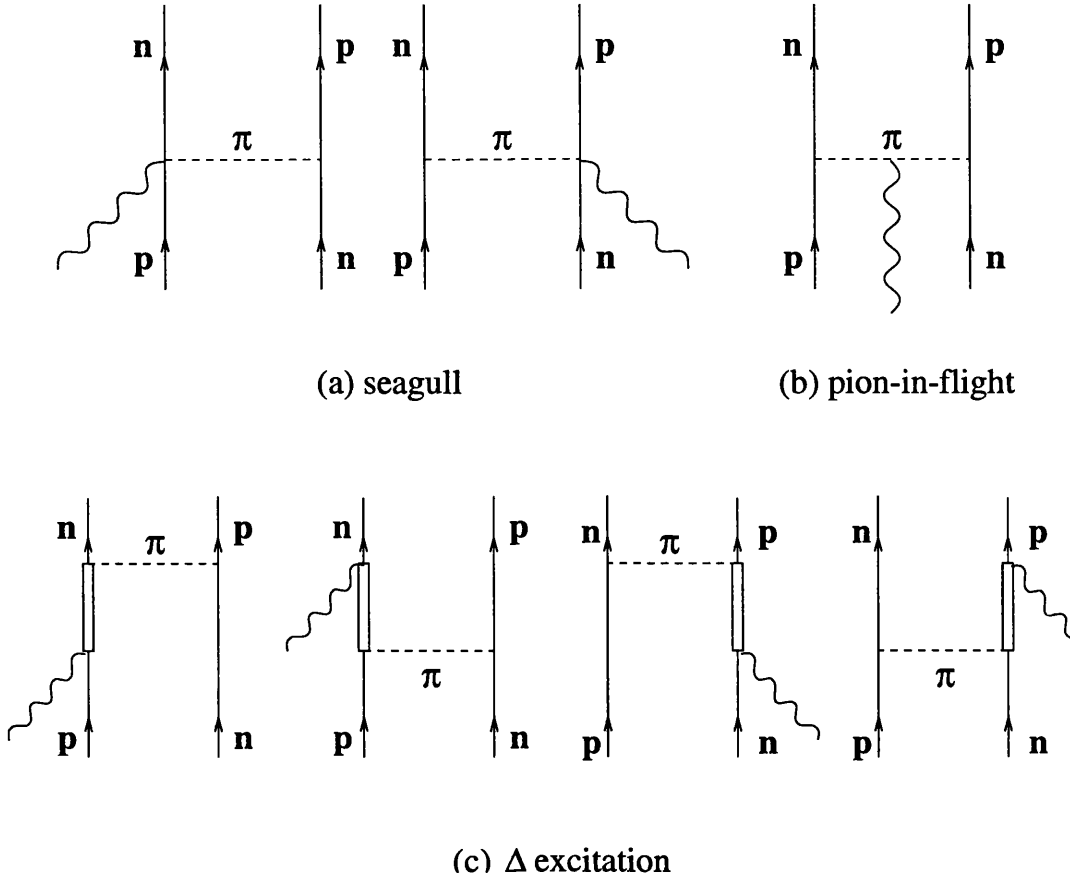 n p n p n p
π π π
p n p n p n
(a) seagull (b) pion-in-flight
n p n p n p n p
π π
π π
p n p n p n p n
(c) Δ excitation